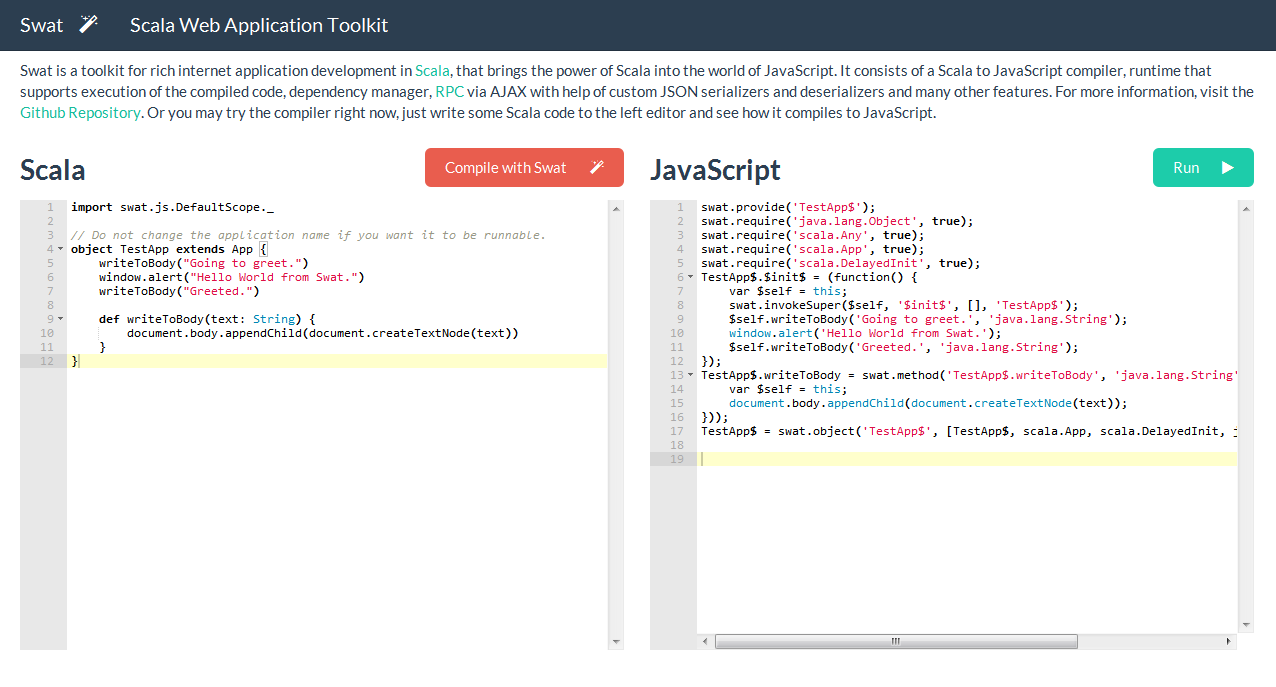 Swat Scala Web Application Toolkit
Swat is a toolkit for rich internet application development in Scala, that brings the power of Scala into the world of JavaScript. It consists of a Scala to JavaScript compiler, runtime that
supports execution of the compiled code, dependency manager, RPC via AJAX with help of custom JSON serializers and deserializers and many other features. For more information, visit the
Github Repository. Or you may try the compiler right now, just write some Scala code to the left editor and see how it compiles to JavaScript.
Scala
Compile with Swat
1 import swat.js.DefaultScope._
2
3 // Do not change the application name if you want it to be runnable.
4 object TestApp extends App {
5     writeToBody("Going to greet.")
6     window.alert("Hello World from Swat.")
7     writeToBody("Greeted.")
8
9     def writeToBody(text: String) {
10         document.body.appendChild(document.createTextNode(text))
11     }
12 }
JavaScript
Run
1 swat.provide('TestApp$');
2 swat.require('java.lang.Object', true);
3 swat.require('scala.Any', true);
4 swat.require('scala.App', true);
5 swat.require('scala.DelayedInit', true);
6 TestApp$.$init$ = (function() {
7     var $self = this;
8     swat.invokeSuper($self, '$init$', [], 'TestApp$');
9     $self.writeToBody('Going to greet.', 'java.lang.String');
10     window.alert('Hello World from Swat.');
11     $self.writeToBody('Greeted.', 'java.lang.String');
12 });
13 TestApp$.writeToBody = swat.method('TestApp$.writeToBody', 'java.lang.String'
14     var $self = this;
15     document.body.appendChild(document.createTextNode(text));
16 }));
17 TestApp$ = swat.object('TestApp$', [TestApp$, scala.App, scala.DelayedInit,
18
19